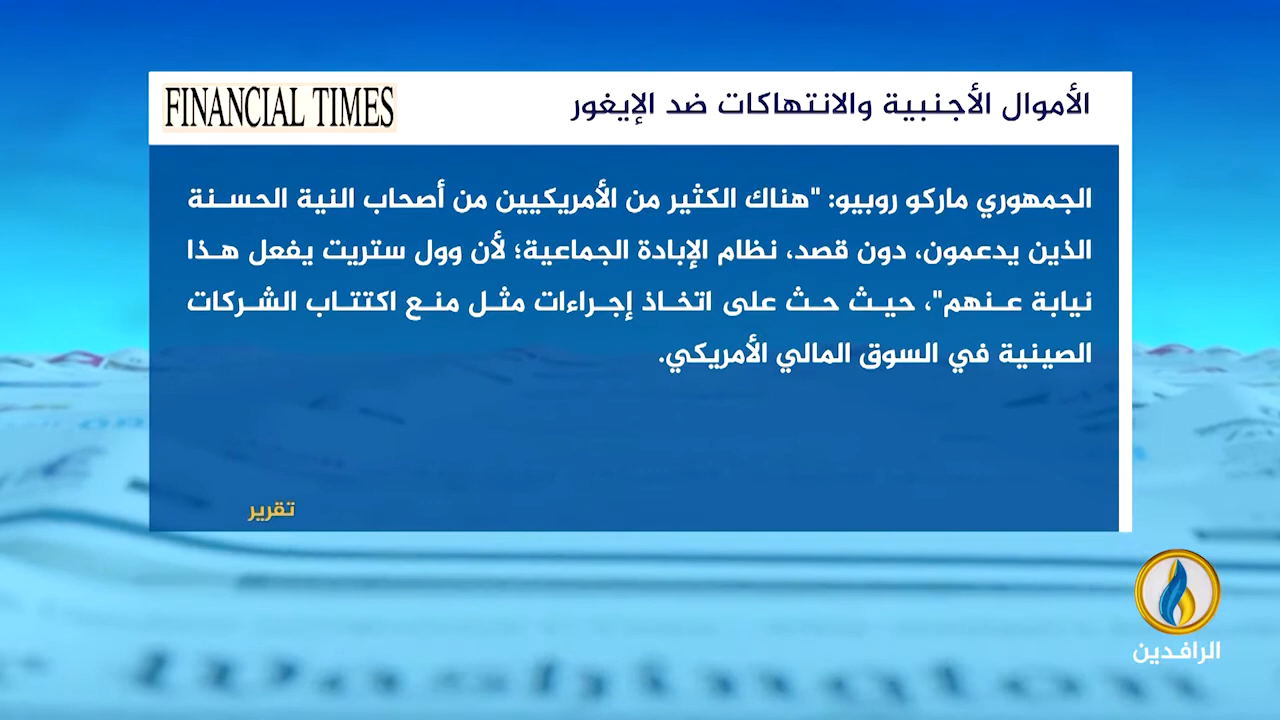 الأموال الأجنبية والانتهاكات ضد الإيغور
FINANCIAL TIMES
الجمهوري ماركو روبيو: "هناك الكثير من الأمريكيين من أصحاب النية الحسنة
الذين يدعمون، دون قصد، نظام الإبادة الجماعية؛ لأن وول ستريت يفعل هذا
نيابة عنهم"، حيث حث على اتخاذ إجراءات مثل منع اكتتاب الشركات
الصينية في السوق المالي الأمريكي.
تقرير
الرافدين